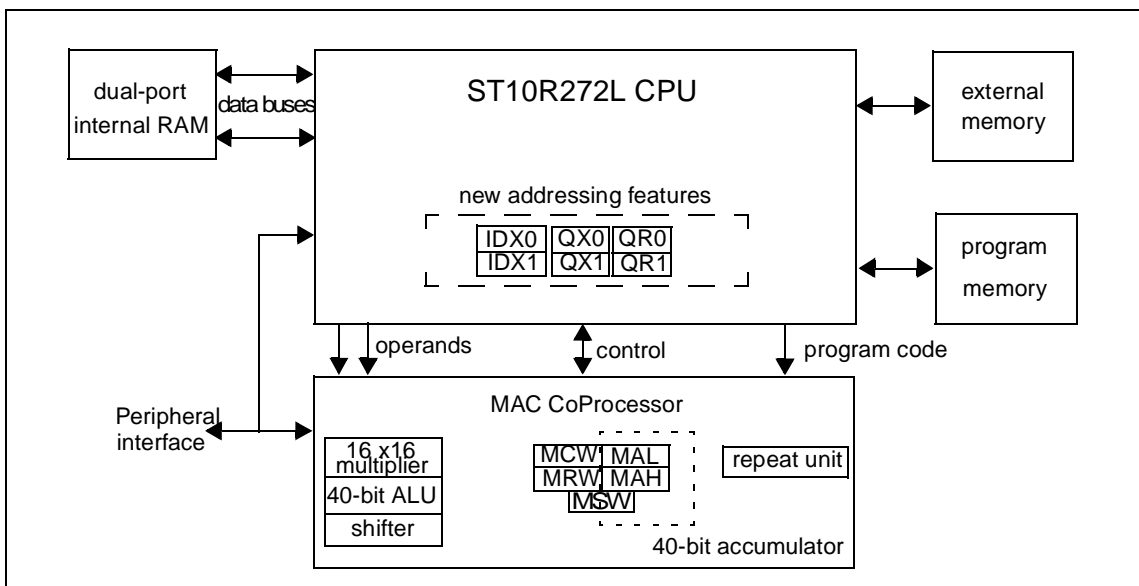 dual-port
internal RAM
data buses
ST10R272L CPU
external
memory
new addressing features
IDX0 QX0 QR0
IDX1 QX1 QR1
program
memory
operands
control
program code
Peripheral
interface
MAC CoProcessor
16 x16
multiplier
40-bit ALU
shifter
MCW MAL
MRW MAH
MSW
repeat unit
40-bit accumulator